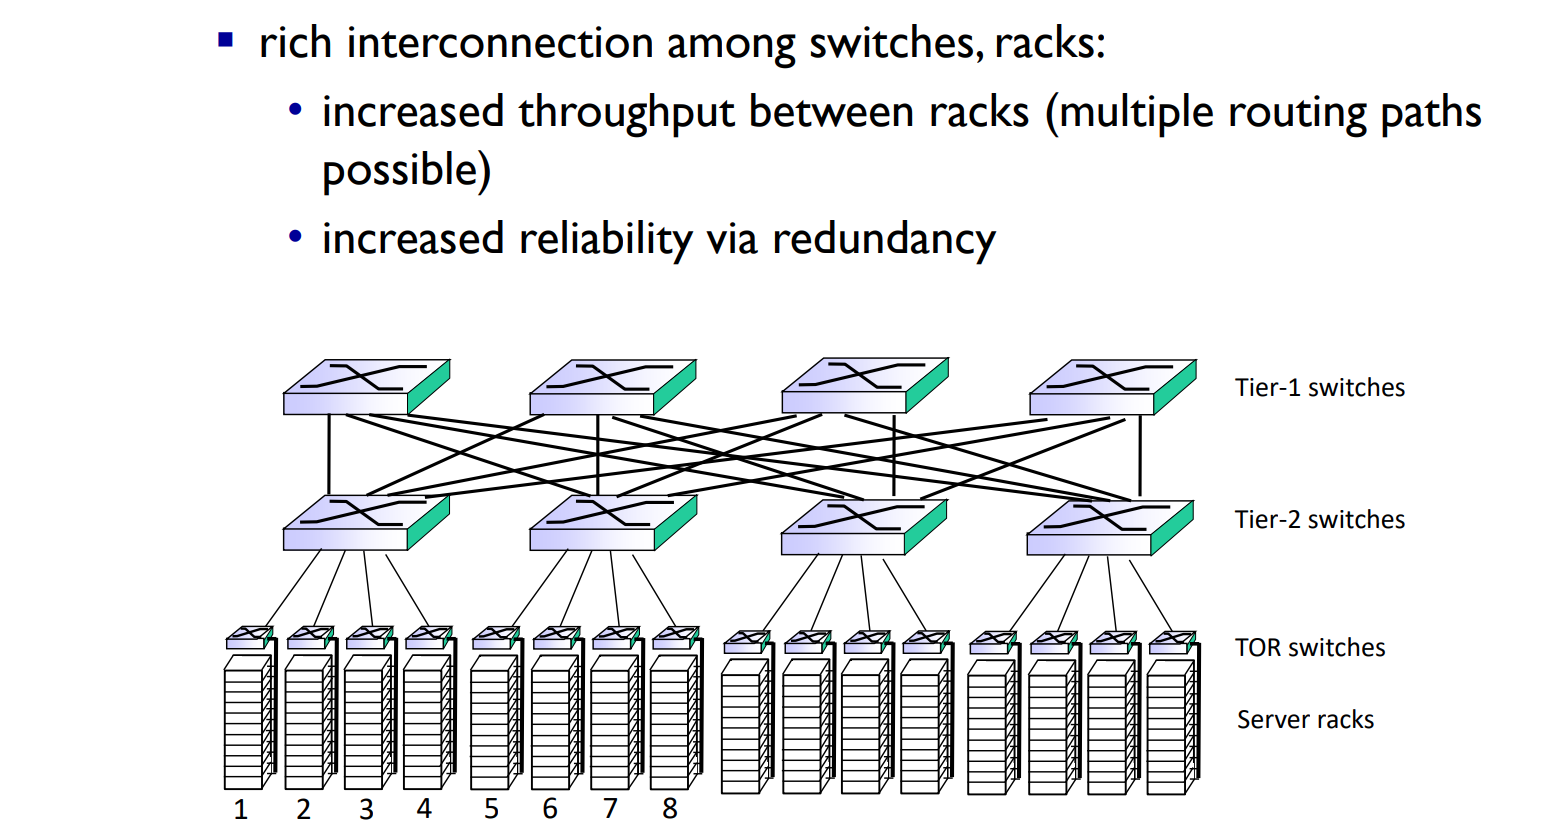 ▪ rich interconnection among switches, racks:
• increased throughput between racks (multiple routing paths
possible)
• increased reliability via redundancy
Tier-1 switches
Tier-2 switches
TOR switches
Server racks
1 2 3 4 5 6 7 8